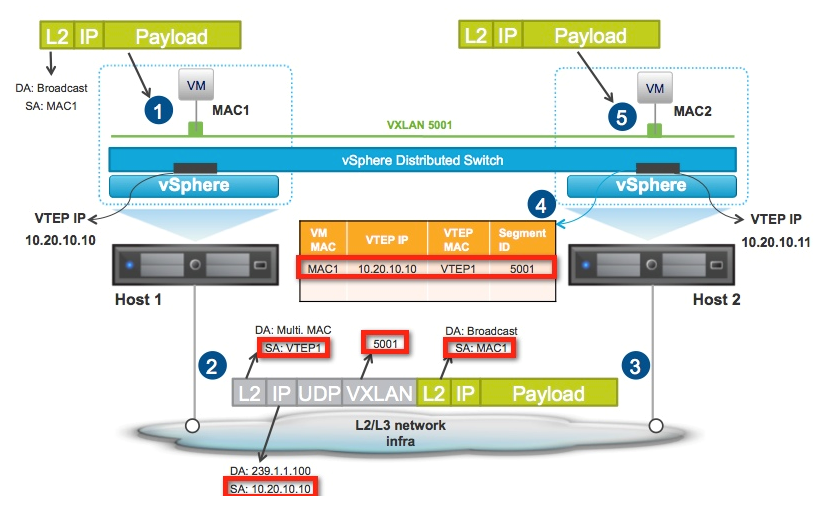 L2 IP Payload
DA: Broadcast
SA: MAC1
1
VM
MAC1
L2 IP Payload
5
VM
MAC2
VXLAN 5001
vSphere Distributed Switch
vSphere
vSphere
VTEP IP
10.20.10.10
VTEP IP
10.20.10.11
4
VM MAC
VTEP IP
VTEP MAC
Segment ID
MAC1 10.20.10.10 VTEP1 5001
Host 1
Host 2
2
DA: Multi. MAC
SA: VTEP1
5001
DA: Broadcast
SA: MAC1
3
L2 IP UDP VXLAN L2 IP Payload
L2/L3 network
infra
DA: 239.1.1.100
SA: 10.20.10.10